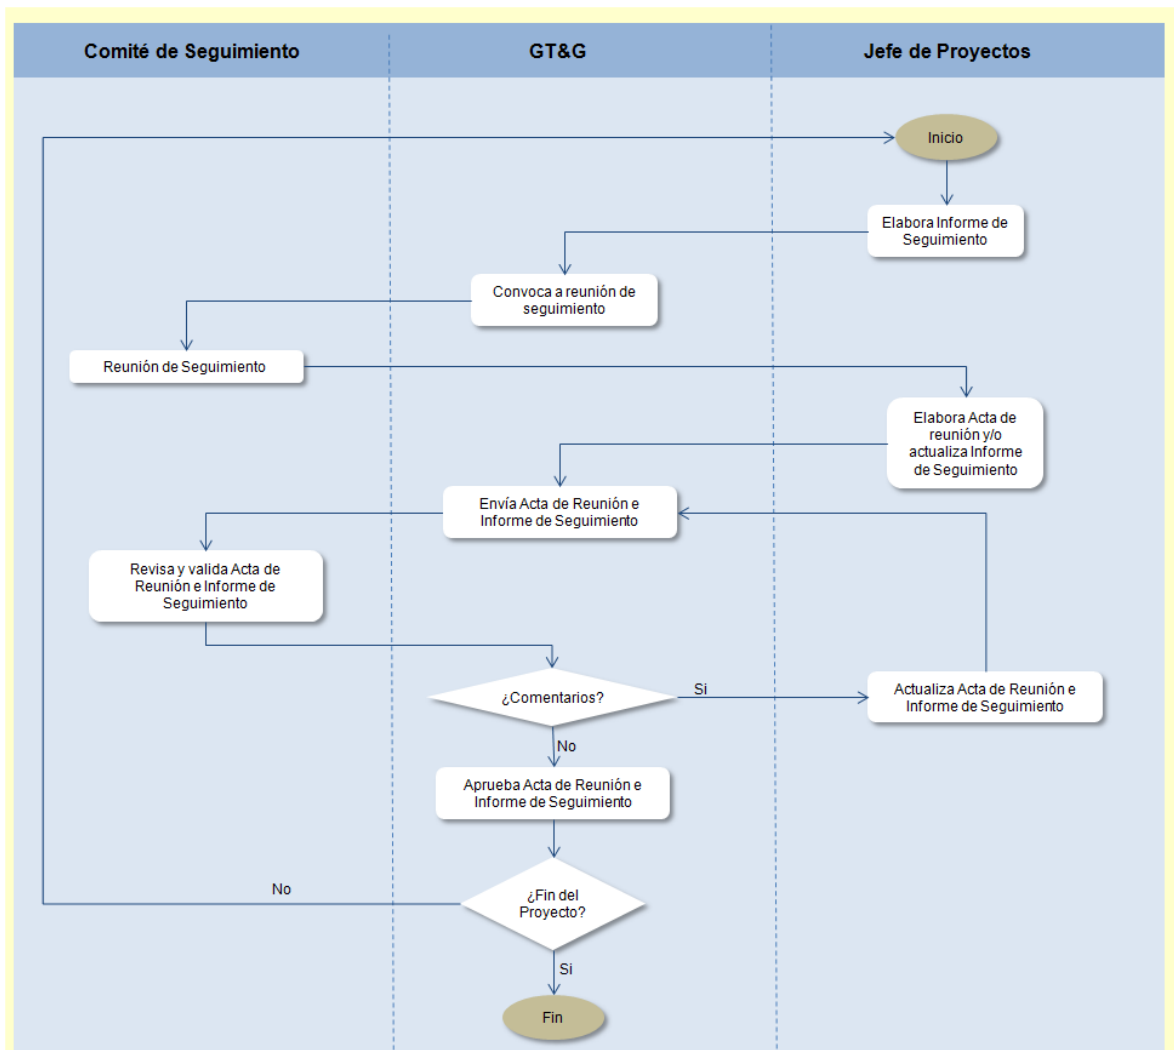 Comité de Seguimiento
GT&G
Jefe de Proyectos
Inicio
Elabora Informe de
Seguimiento
Convoca a reunión de
seguimiento
Reunión de Seguimiento
Elabora Acta de
reunión y/o
actualiza Informe
de Seguimiento
Envía Acta de Reunión e
Informe de Seguimiento
Revisa y valida Acta de
Reunión e Informe de
Seguimiento
¿Comentarios?
Si
Actualiza Acta de Reunión e
Informe de Seguimiento
No
Aprueba Acta de Reunión e
Informe de Seguimiento
No
¿Fin del
Proyecto?
Si
Fin